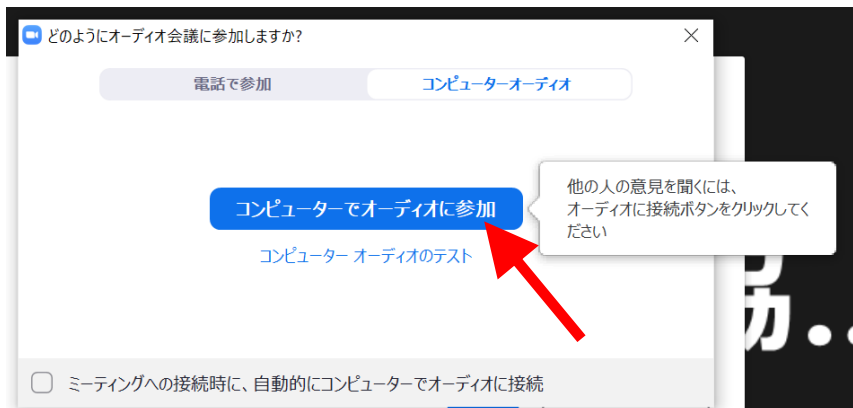 どのようにオーディオ会議に参加しますか?
電話で参加
コンピューターオーディオ
コンピューターでオーディオに参加
他の人の意見を聞くには、
オーディオに接続ボタンをクリックしてく
ださい
コンピューター オーディオのテスト
ミーティングへの接続時に、自動的にコンピューターでオーディオに接続